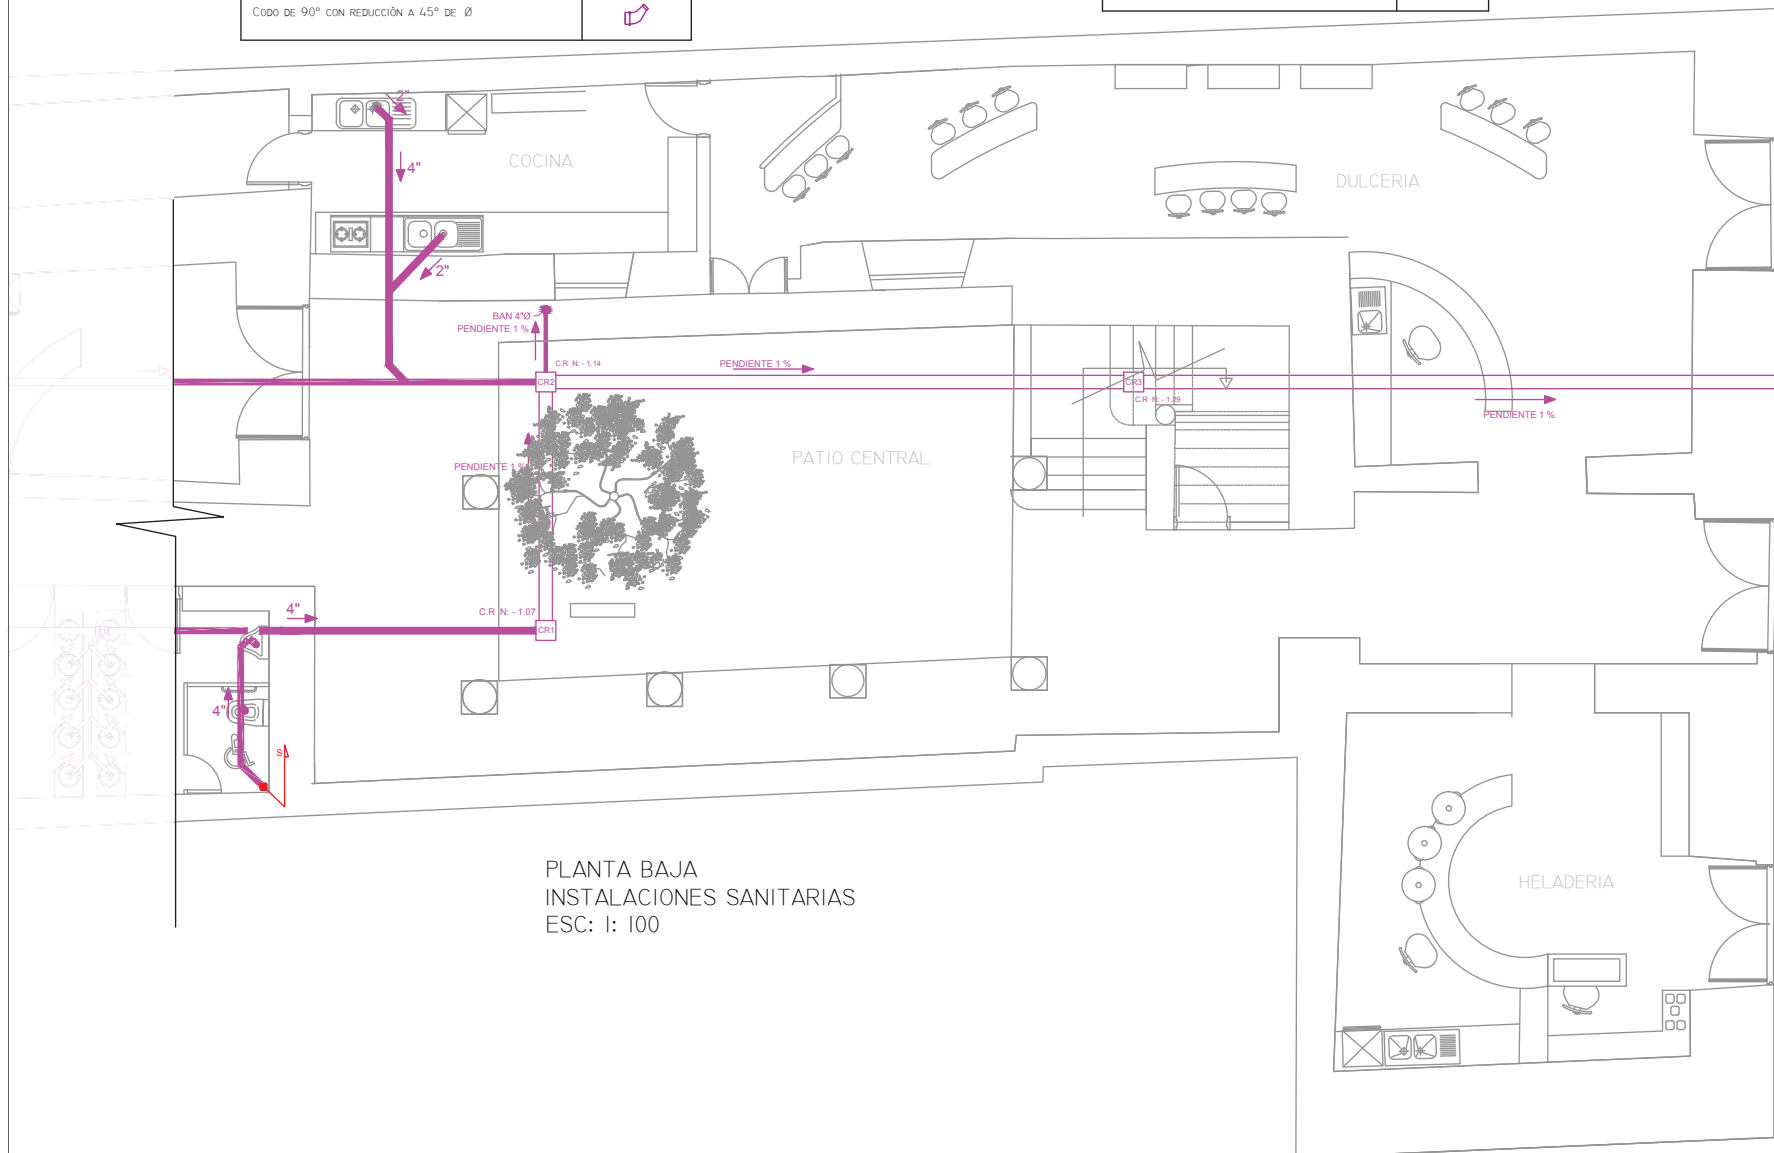 CODO DE 90° CON REDUCCIÓN A 45° DE Ø
2"
4"
COCINA
DULCERIA
2"
BAN 4"Ø
PENDIENTE 1 %
C.R N: - 1.14
PENDIENTE 1 %
CR2
CR3
C.R N: - 1.29
PENDIENTE 1 %
PATIO CENTRAL
PENDIENTE 1 %
4"
C.R N: - 1.07
CR1
4"
S
PLANTA BAJA
INSTALACIONES SANITARIAS
ESC: 1: 100
HELADERIA